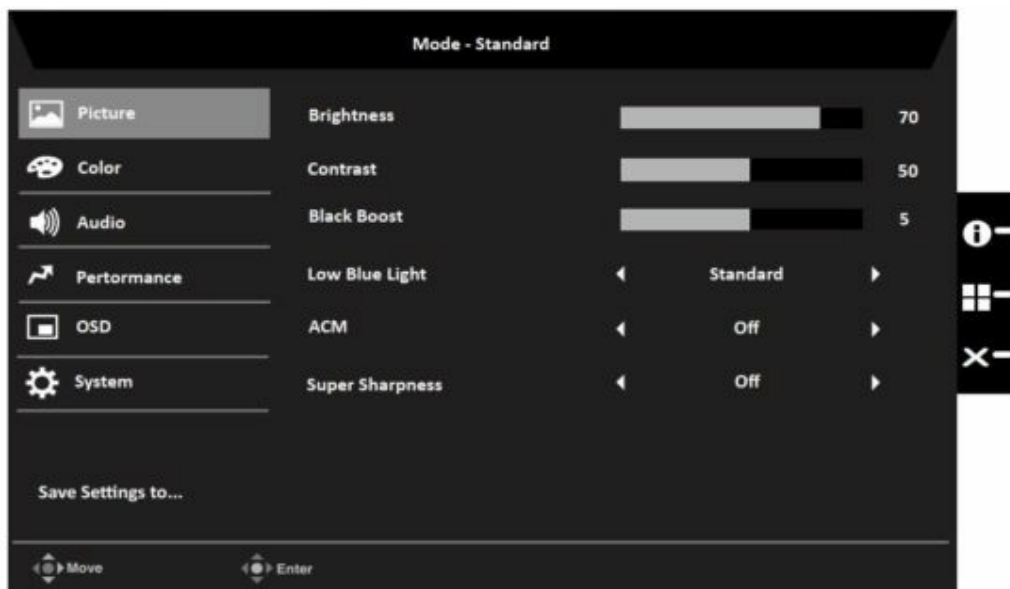 Mode - Standard
Picture
Brightness 70
Color
Contrast 50
Audio
Black Boost 5
Pertormance
Low Blue Light Standard
OSD
ACM Off
System
Super Sharpness Off
Save Settings to...
Move Enter